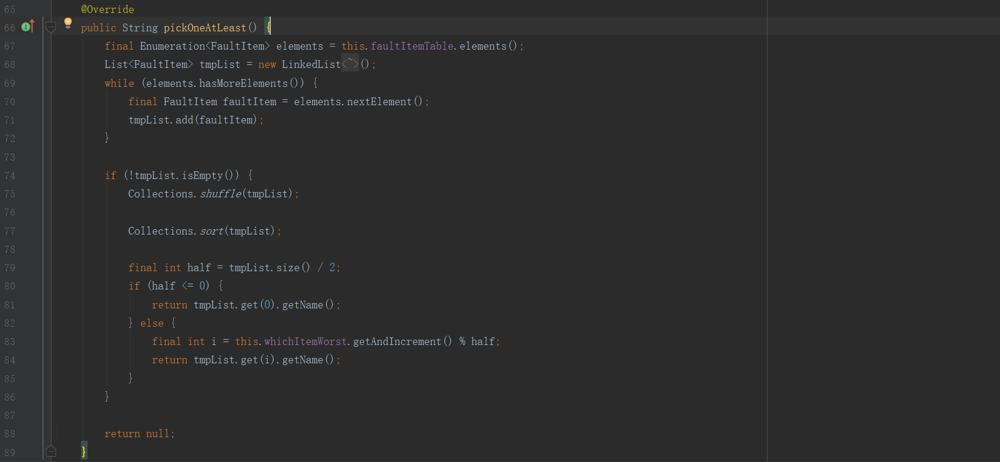 65 @Override
66 public String pickOneAtLeast() {
67 final Enumeration<FaultItem> elements = this.faultItemTable.elements();
68 List<FaultItem> tmpList = new LinkedList<~>();
69 while (elements.hasMoreElements()) {
70 final FaultItem faultItem = elements.nextElement();
71 tmpList.add(faultItem);
72 }
73
74 if (!tmpList.isEmpty()) {
75 Collections.shuffle(tmpList);
76
77 Collections.sort(tmpList);
78
79 final int half = tmpList.size() / 2;
80 if (half <= 0) {
81 return tmpList.get(0).getName();
82 } else {
83 final int i = this.whichItemWorst.getAndIncrement() % half;
84 return tmpList.get(i).getName();
85 }
86 }
87
88 return null;
89 }